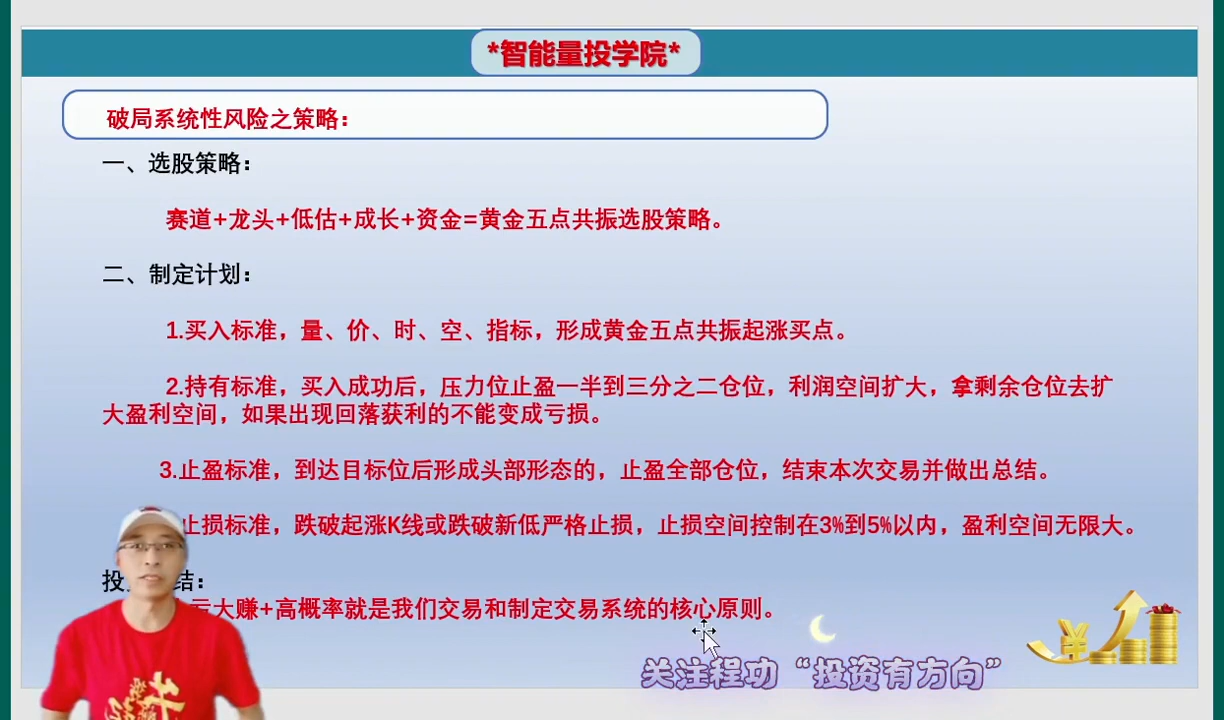 *智能量投学院*
破局系统性风险之策略：
一、选股策略：
赛道+龙头+低估+成长+资金=黄金五点共振选股策略。
二、制定计划：
1.买入标准，量、价、时、空、指标，形成黄金五点共振起涨买点。
2.持有标准，买入成功后，压力位止盈一半到三分之二仓位，利润空间扩大，拿剩余仓位去扩
大盈利空间，如果出现回落获利的不能变成亏损。
3.止盈标准，到达目标位后形成头部形态的，止盈全部仓位，结束本次交易并做出总结。
止损标准，跌破起涨K线或跌破新低严格止损，止损空间控制在3%到5%以内，盈利空间无限大。
投 结：
亏大赚+高概率就是我们交易和制定交易系统的核心原则。
关注程功“投资有方向”